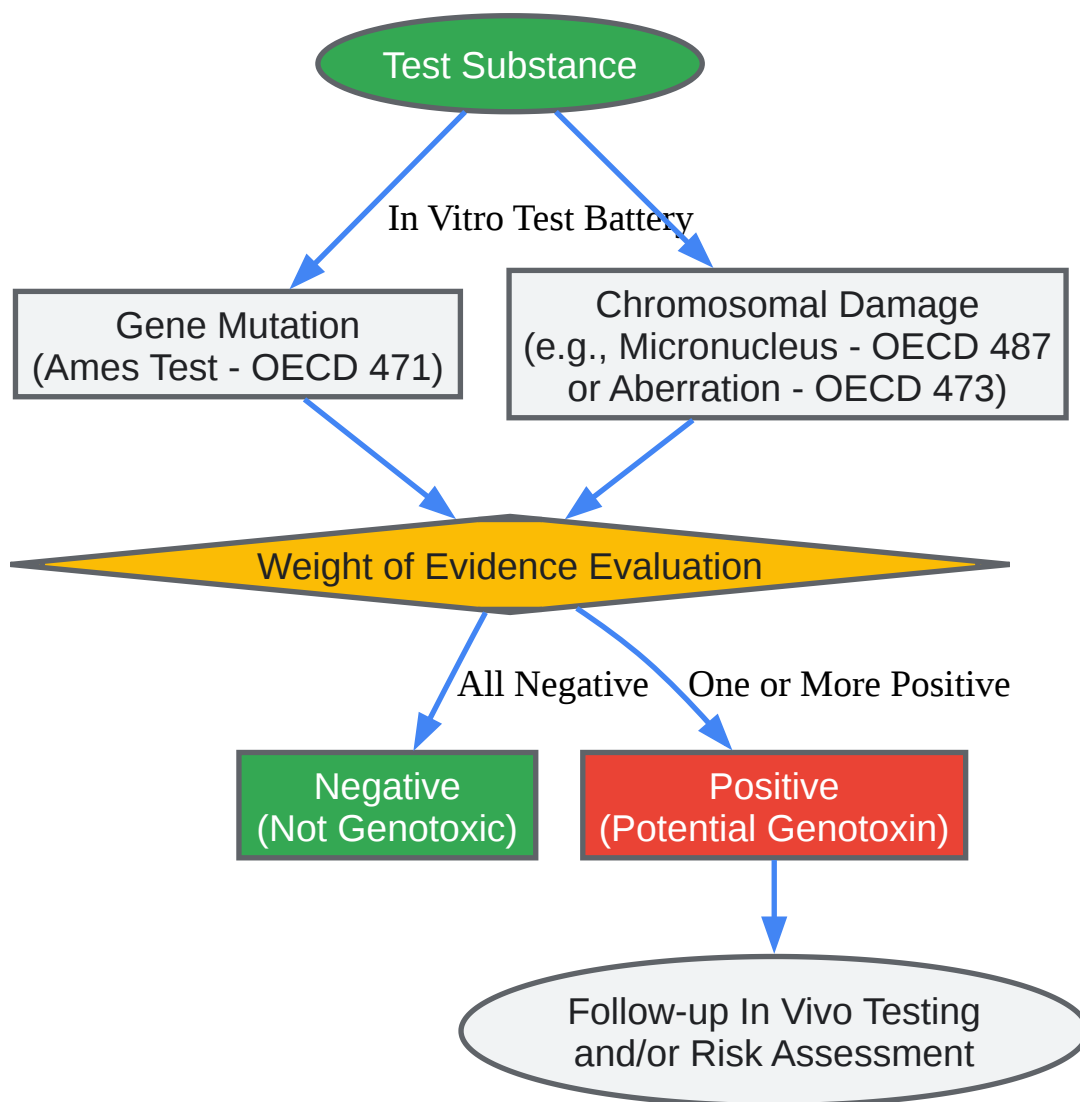 Test Substance
In Vitro Test Battery
Gene Mutation
(Ames Test - OECD 471)
Chromosomal Damage
(e.g., Micronucleus - OECD 487
or Aberration - OECD 473)
Weight of Evidence Evaluation
All Negative
One or More Positive
Negative
(Not Genotoxic)
Positive
(Potential Genotoxin)
Follow-up In Vivo Testing
and/or Risk Assessment